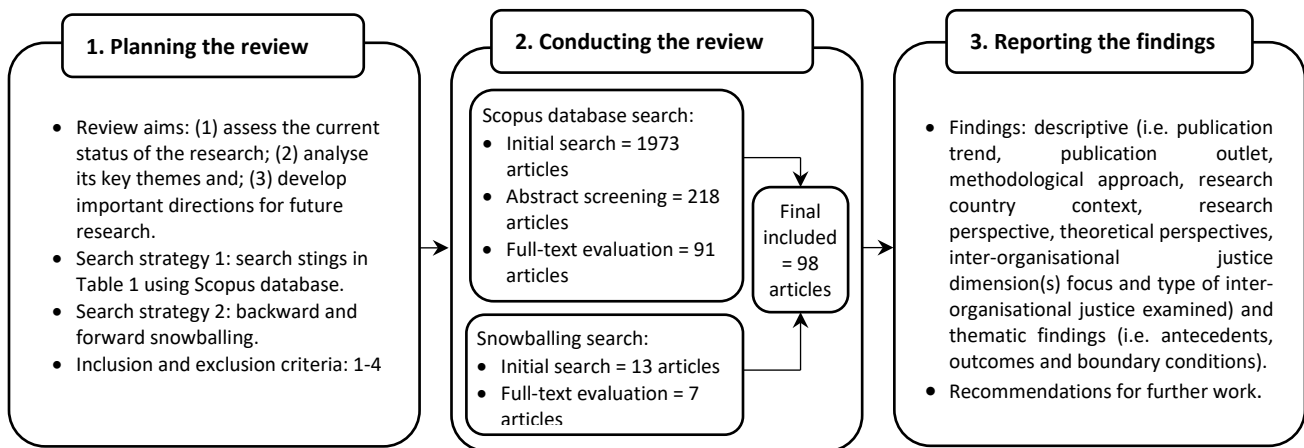 1. Planning the review
• Review aims: (1) assess the current
status of the research; (2) analyse
its key themes and; (3) develop
important directions for future
research.
• Search strategy 1: search stings in
Table 1 using Scopus database.
• Search strategy 2: backward and
forward snowballing.
• Inclusion and exclusion criteria: 1-4
2. Conducting the review
Scopus database search:
• Initial search = 1973
articles
• Abstract screening = 218
articles
• Full-text evaluation = 91
articles
Snowballing search:
• Initial search = 13 articles
• Full-text evaluation = 7
articles
Final
included
= 98
articles
3. Reporting the findings
• Findings: descriptive (i.e. publication
trend, publication outlet,
methodological approach, research
country context, research
perspective, theoretical perspectives,
inter-organisational justice
dimension(s) focus and type of inter-
organisational justice examined) and
thematic findings (i.e. antecedents,
outcomes and boundary conditions).
• Recommendations for further work.